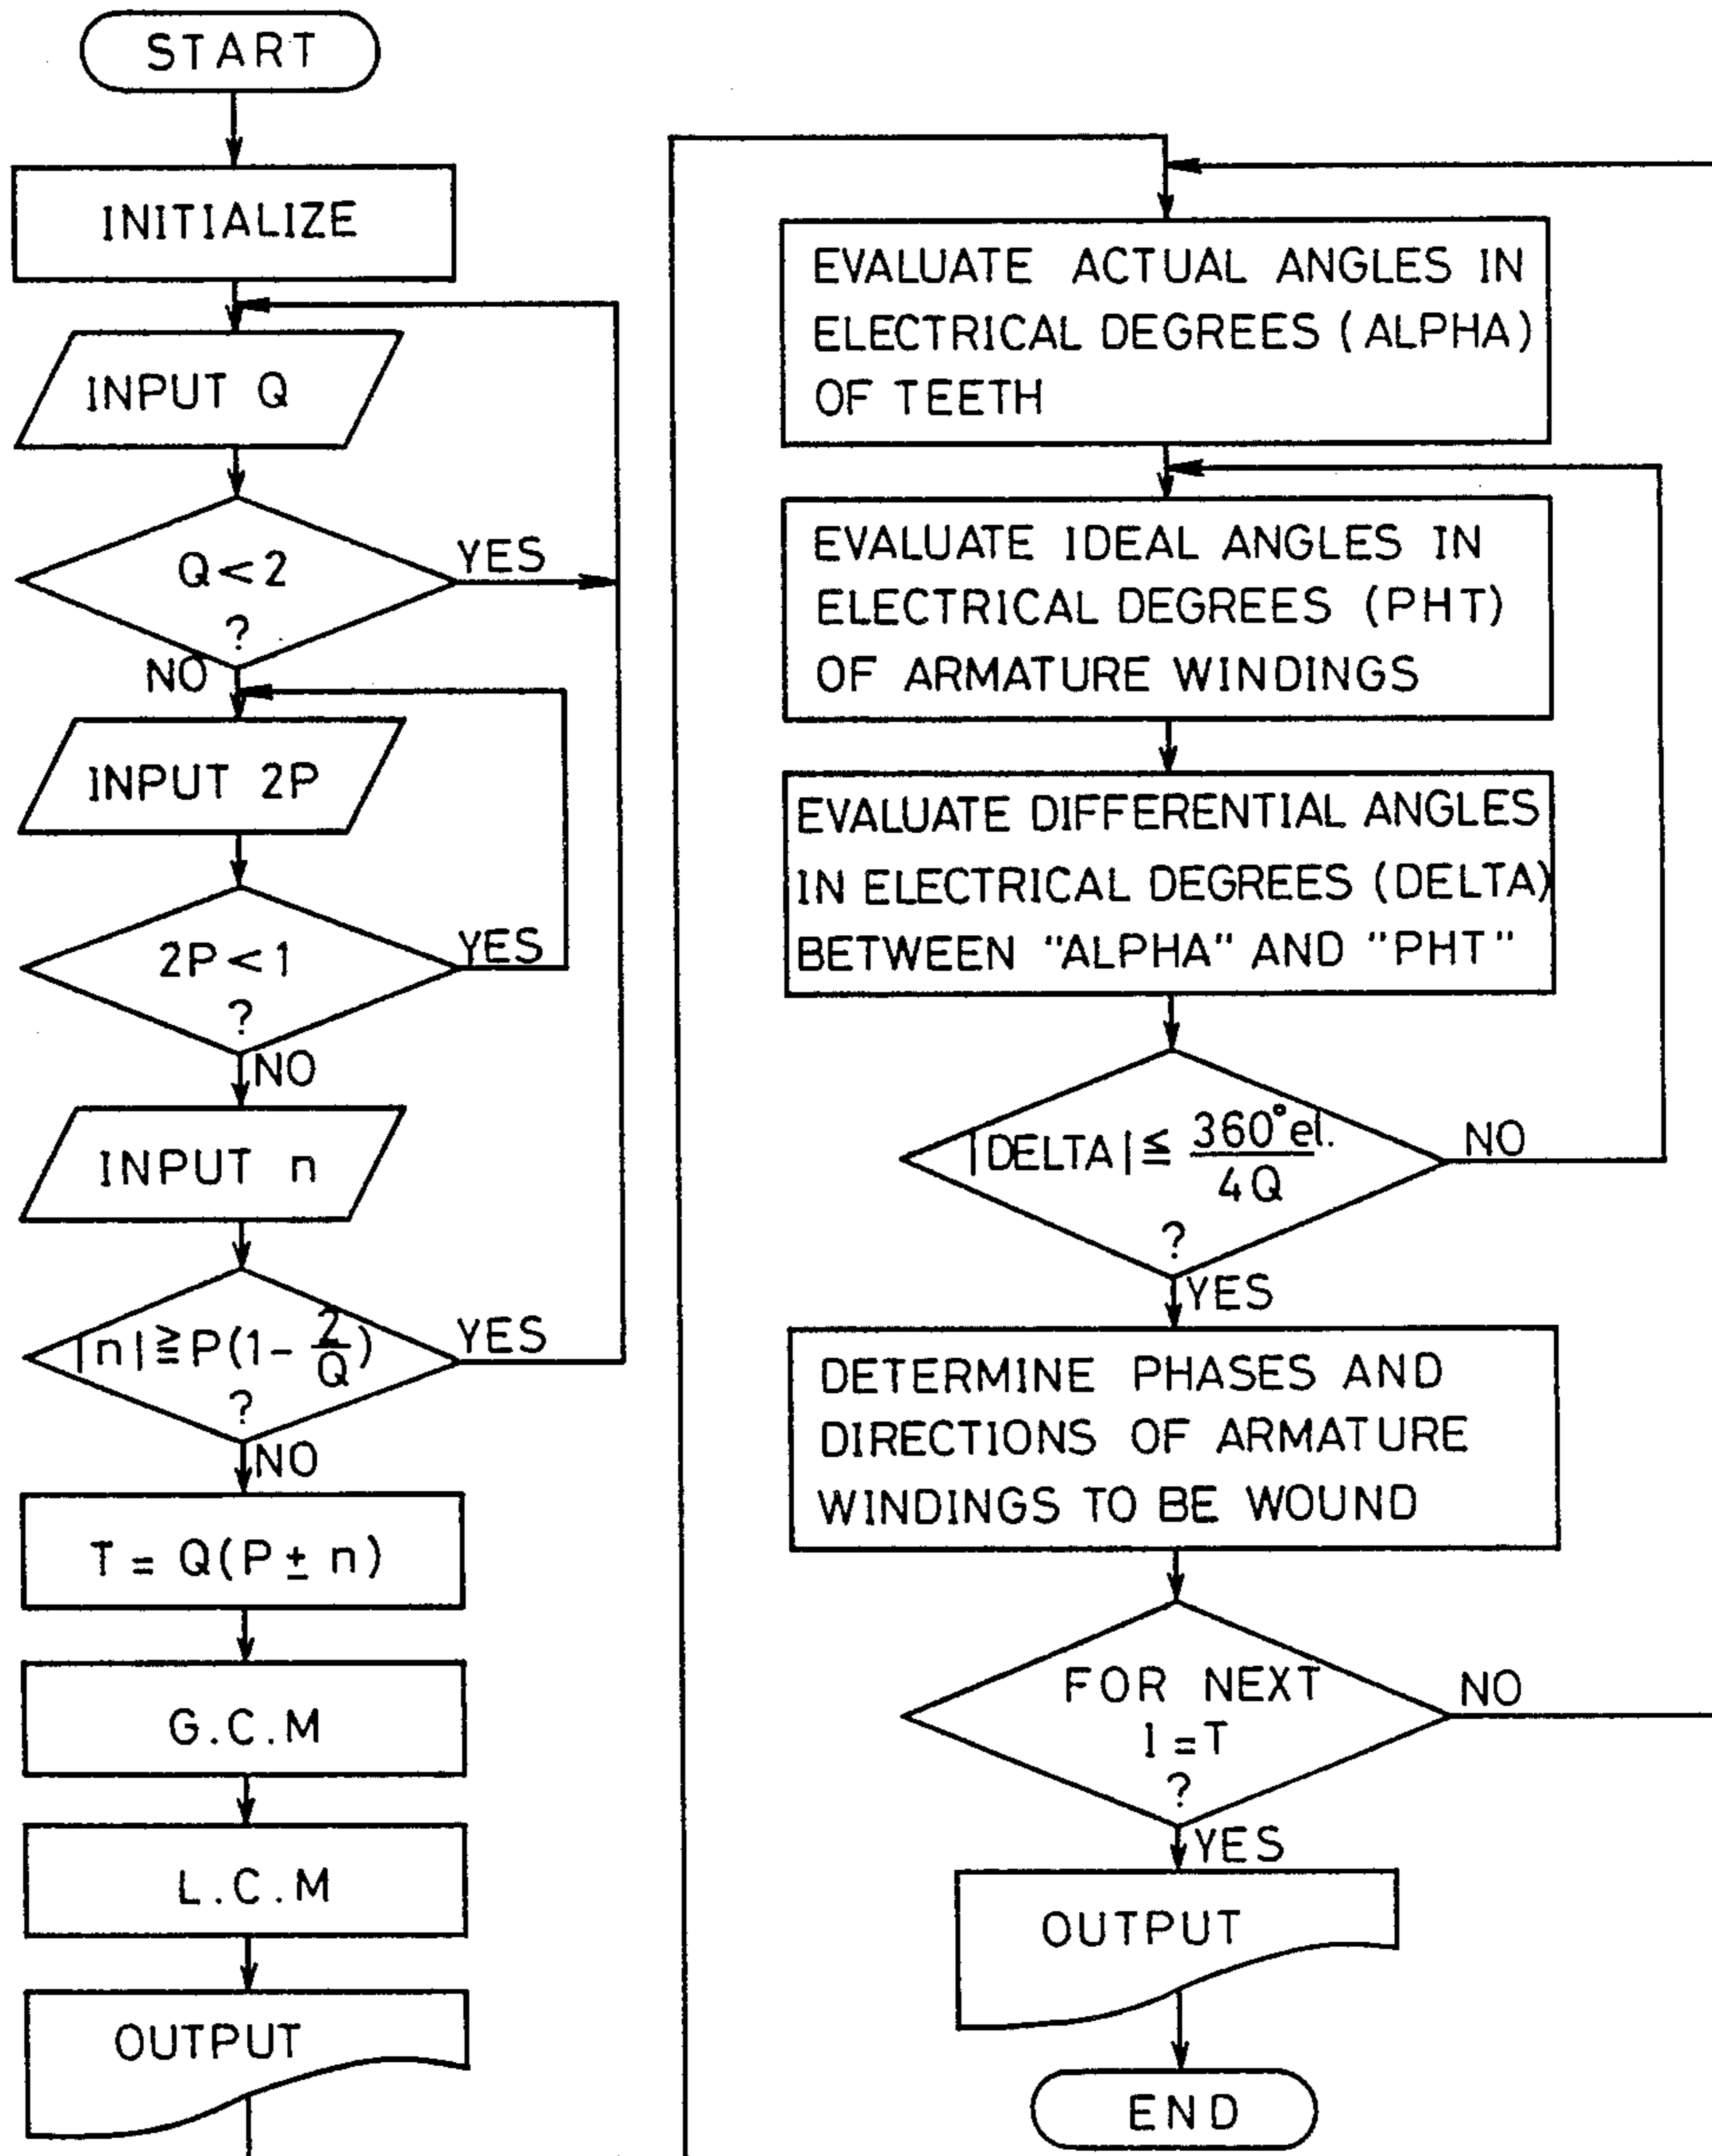 START
INITIALIZE
INPUT Q
Q<2
?
YES
NO
INPUT 2P
2P<1
?
YES
NO
INPUT n
|n|≧P(1-2/Q)
?
YES
NO
T=Q(P±n)
G.C.M
L.C.M
OUTPUT
EVALUATE ACTUAL ANGLES IN
ELECTRICAL DEGREES (ALPHA)
OF TEETH
EVALUATE IDEAL ANGLES IN
ELECTRICAL DEGREES (PHT)
OF ARMATURE WINDINGS
EVALUATE DIFFERENTIAL ANGLES
IN ELECTRICAL DEGREES (DELTA)
BETWEEN "ALPHA" AND "PHT"
|DELTA|≦ 360°el./4Q
?
NO
YES
DETERMINE PHASES AND
DIRECTIONS OF ARMATURE
WINDINGS TO BE WOUND
FOR NEXT
I=T
?
NO
YES
OUTPUT
END